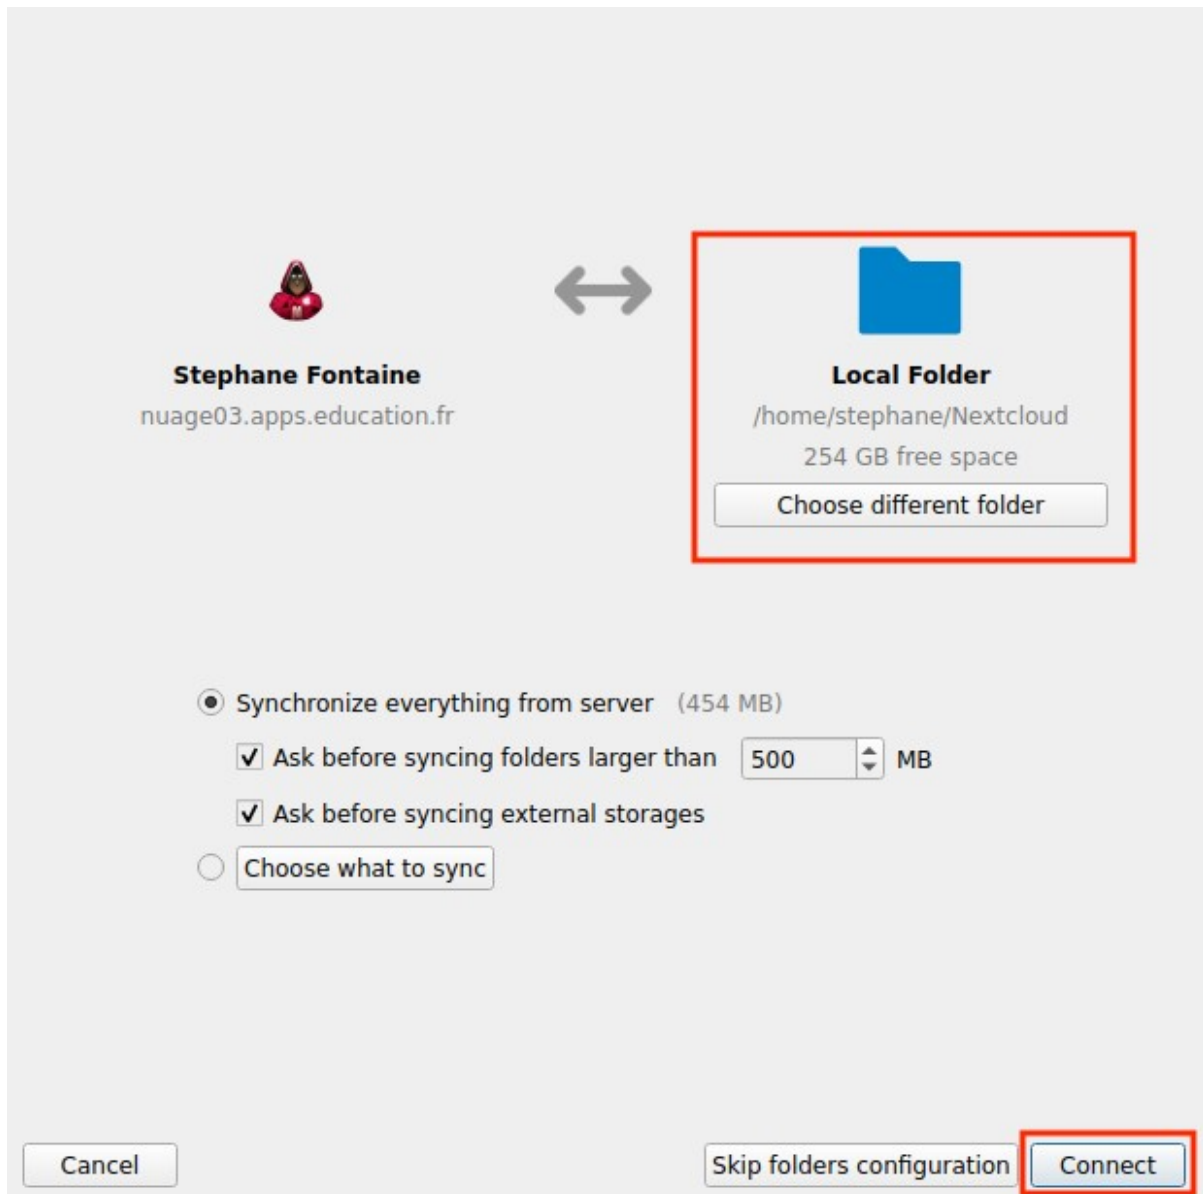 Stephane Fontaine
nuage03.apps.education.fr
Local Folder
/home/stephane/Nextcloud
254 GB free space
Choose different folder
Synchronize everything from server (454 MB)
Ask before syncing folders larger than 500 MB
Ask before syncing external storages
Choose what to sync
Cancel
Skip folders configuration
Connect